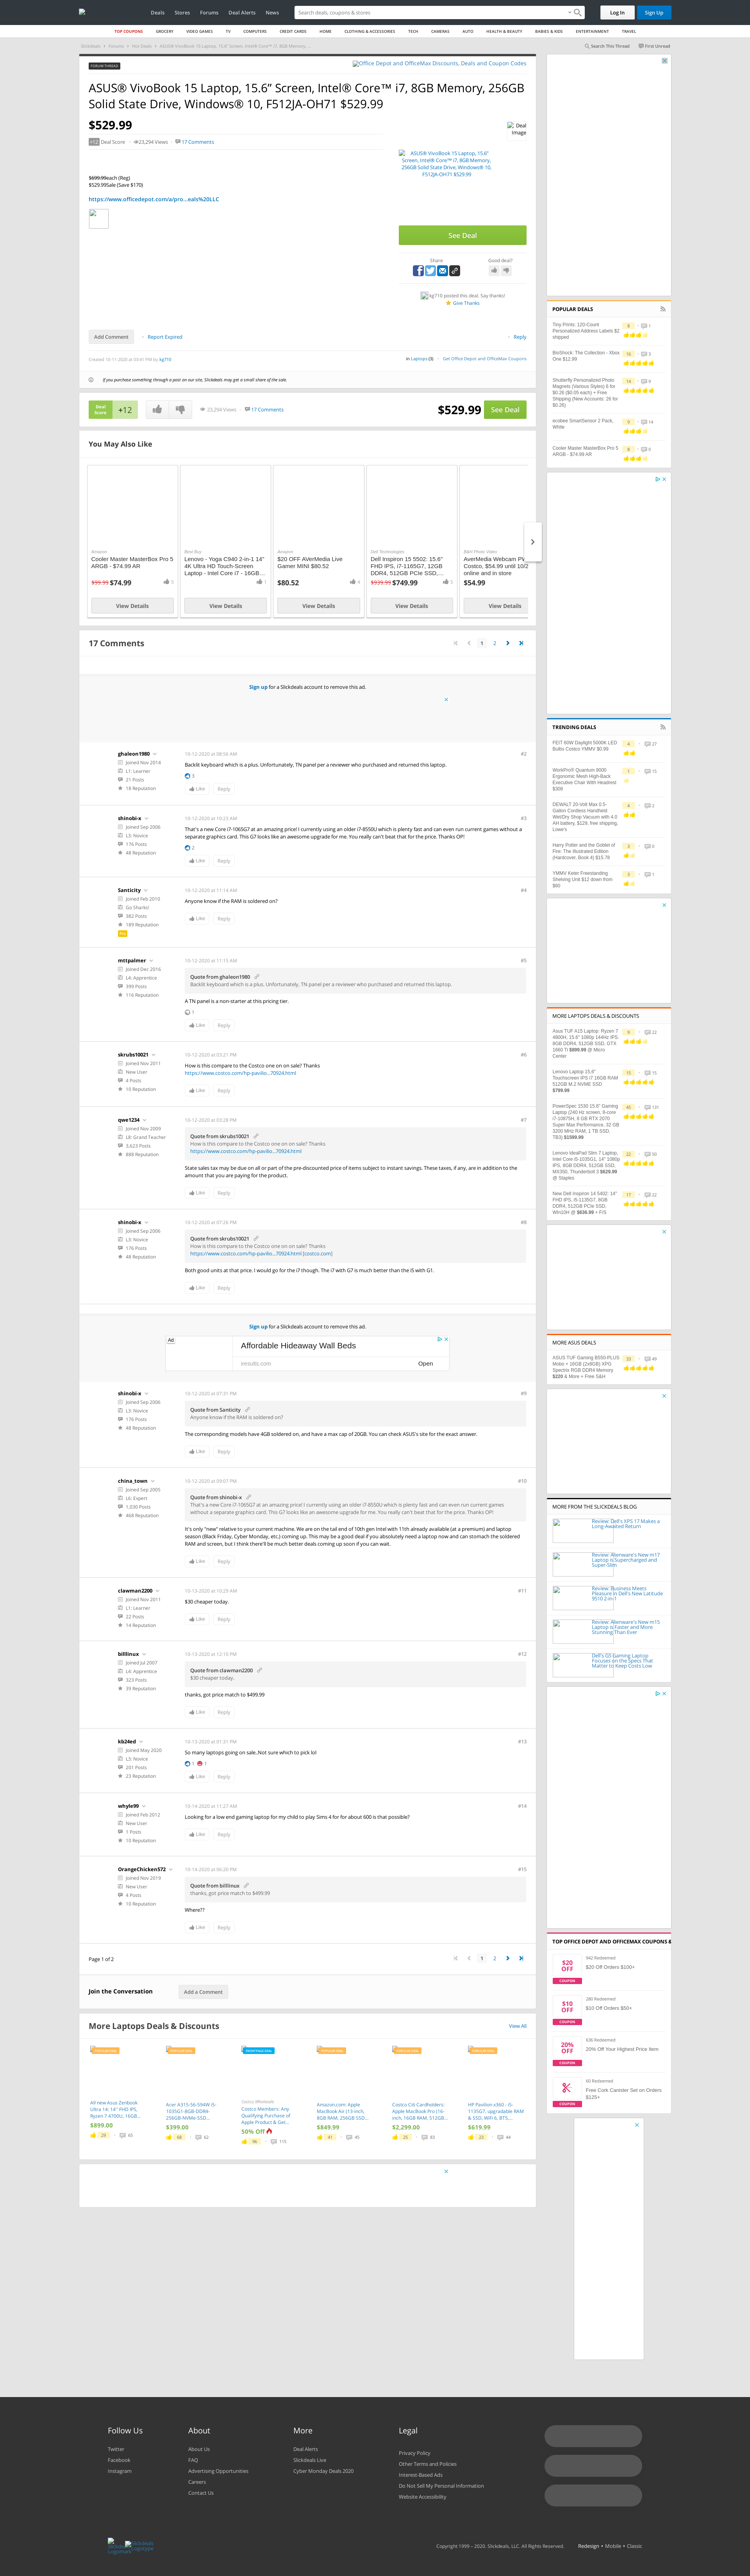 Deals
Stores
Forums
Deal Alerts
News
Search deals, coupons & stores
Log In
Sign Up
TOP COUPONS
GROCERY
VIDEO GAMES
TV
COMPUTERS
CREDIT CARDS
HOME
CLOTHING & ACCESSORIES
TECH
CAMERAS
AUTO
HEALTH & BEAUTY
BABIES & KIDS
ENTERTAINMENT
TRAVEL
Search This Thread
First Unread
FORUM THREAD
Office Depot and OfficeMax Discounts, Deals and Coupon Codes
ASUS® VivoBook 15 Laptop, 15.6” Screen, Intel® Core™ i7, 8GB Memory, 256GB Solid State Drive, Windows® 10, F512JA-OH71 $529.99
$529.99
Deal Image
+12 Deal Score
23,294 Views
17 Comments
ASUS® VivoBook 15 Laptop, 15.6” Screen, Intel® Core™ i7, 8GB Memory, 256GB Solid State Drive, Windows® 10, F512JA-OH71 $529.99
$699.99each (Reg)
$529.99Sale (Save $170)
https://www.officedepot.com/a/pro...eals%20LLC
See Deal
Share
Good deal?
kg710 posted this deal. Say thanks!
Give Thanks
Add Comment
Report Expired
Reply
Created 10-11-2020 at 03:41 PM by kg710
in Laptops (3)
Get Office Depot and OfficeMax Coupons
If you purchase something through a post on our site, Slickdeals may get a small share of the sale.
Deal Score
+12
23,294 Views
17 Comments
$529.99
See Deal
You May Also Like
Amazon
Cooler Master MasterBox Pro 5 ARGB - $74.99 AR
$99.99 $74.99
5
View Details
Best Buy
Lenovo - Yoga C940 2-in-1 14" 4K Ultra HD Touch-Screen Laptop - Intel Core i7 - 16GB...
1
View Details
Amazon
$20 OFF AVerMedia Live Gamer MINI $80.52
$80.52
4
View Details
Dell Technologies
Dell Inspiron 15 5502: 15.6'' FHD IPS, i7-1165G7, 12GB DDR4, 512GB PCIe SSD,...
$939.99 $749.99
5
View Details
B&H Photo Video
AverMedia Webcam PW
Costco, $54.99 until 10/2
online and in store
$54.99
View Details
17 Comments
1
2
Sign up for a Slickdeals account to remove this ad.
ghaleon1980
Joined Nov 2014
L1: Learner
21 Posts
18 Reputation
10-12-2020 at 08:56 AM
#2
Backlit keyboard which is a plus. Unfortunately, TN panel per a reviewer who purchased and returned this laptop.
3
Like
Reply
shinobi-x
Joined Sep 2006
L3: Novice
176 Posts
48 Reputation
10-12-2020 at 10:23 AM
#3
That's a new Core i7-1065G7 at an amazing price! I currently using an older i7-8550U which is plenty fast and can even run current games without a separate graphics card. This G7 looks like an awesome upgrade for me. You really can't beat that for the price. Thanks OP!
2
Like
Reply
Santicity
Joined Feb 2010
Go Sharks!
382 Posts
189 Reputation
Pro
10-12-2020 at 11:14 AM
#4
Anyone know if the RAM is soldered on?
Like
Reply
mttpalmer
Joined Dec 2016
L4: Apprentice
399 Posts
116 Reputation
10-12-2020 at 11:15 AM
#5
Quote from ghaleon1980
Backlit keyboard which is a plus. Unfortunately, TN panel per a reviewer who purchased and returned this laptop.
A TN panel is a non-starter at this pricing tier.
1
Like
Reply
skrubs10021
Joined Nov 2011
New User
4 Posts
10 Reputation
10-12-2020 at 03:21 PM
#6
How is this compare to the Costco one on on sale? Thanks
https://www.costco.com/hp-pavilio...70924.html
Like
Reply
qwe1234
Joined Nov 2009
L8: Grand Teacher
3,623 Posts
888 Reputation
10-12-2020 at 03:28 PM
#7
Quote from skrubs10021
How is this compare to the Costco one on on sale? Thanks
https://www.costco.com/hp-pavilio...70924.html
State sales tax may be due on all or part of the pre-discounted price of items subject to instant savings. These taxes, if any, are in addition to the amount that you are paying for the product.
Like
Reply
shinobi-x
Joined Sep 2006
L3: Novice
176 Posts
48 Reputation
10-12-2020 at 07:26 PM
#8
Quote from skrubs10021
How is this compare to the Costco one on on sale? Thanks
https://www.costco.com/hp-pavilio...70924.html [costco.com]
Both good units at that price. I would go for the i7 though. The i7 with G7 is much better than the i5 with G1.
Like
Reply
Sign up for a Slickdeals account to remove this ad.
Ad
Affordable Hideaway Wall Beds
Open
shinobi-x
Joined Sep 2006
L3: Novice
176 Posts
48 Reputation
10-12-2020 at 07:31 PM
#9
Quote from Santicity
Anyone know if the RAM is soldered on?
The corresponding models have 4GB soldered on, and have a max cap of 20GB. You can check ASUS's site for the exact answer.
Like
Reply
china_town
Joined Sep 2005
L6: Expert
1,030 Posts
468 Reputation
10-12-2020 at 09:07 PM
#10
Quote from shinobi-x
That's a new Core i7-1065G7 at an amazing price! I currently using an older i7-8550U which is plenty fast and can even run current games without a separate graphics card. This G7 looks like an awesome upgrade for me. You really can't beat that for the price. Thanks OP!
It's only "new" relative to your current machine. We are on the tail end of 10th gen Intel with 11th already available (at a premium) and laptop season (Black Friday, Cyber Monday, etc.) coming up. This may be a good deal if you absolutely need a laptop now and can stomach the soldered RAM and screen, but I think there'll be much better deals coming up soon if you can wait.
Like
Reply
clawman2200
Joined Nov 2011
L1: Learner
22 Posts
14 Reputation
10-13-2020 at 10:29 AM
#11
$30 cheaper today.
Like
Reply
billlinux
Joined Jul 2007
L4: Apprentice
323 Posts
39 Reputation
10-13-2020 at 12:10 PM
#12
Quote from clawman2200
$30 cheaper today.
thanks, got price match to $499.99
Like
Reply
kb24ed
Joined May 2020
L3: Novice
201 Posts
23 Reputation
10-13-2020 at 01:31 PM
#13
So many laptops going on sale..Not sure which to pick lol
1
1
Like
Reply
whyle99
Joined Feb 2012
New User
1 Posts
10 Reputation
10-14-2020 at 11:27 AM
#14
Looking for a low end gaming laptop for my child to play Sims 4 for for about 600 is that possible?
Like
Reply
OrangeChicken572
Joined Nov 2019
New User
4 Posts
10 Reputation
10-14-2020 at 06:20 PM
#15
Quote from billlinux
thanks, got price match to $499.99
Where??
Like
Reply
Page 1 of 2
1
2
Join the Conversation
Add a Comment
More Laptops Deals & Discounts
View All
All new Asus Zenbook Ultra 14: 14" FHD IPS, Ryzen 7 4700U, 16GB...
$899.00
29
65
Acer A315-56-594W i5-1035G1 8GB-DDR4-256GB-NVMe-SSD...
$399.00
68
52
Costco Wholesale
Costco Members: Any Qualifying Purchase of Apple Product & Get...
50% Off
96
115
Amazon.com: Apple MacBook Air (13-inch, 8GB RAM, 256GB SSD...
$849.99
41
45
Costco Citi Cardholders: Apple MacBook Pro (16-inch, 16GB RAM, 512GB...
$2,299.00
25
83
HP Pavilion x360 - i5-1135G7, upgradable RAM & SSD, WiFi 6, BT5,...
$619.99
23
44
POPULAR DEALS
Tiny Prints: 120-Count Personalized Address Labels $2 shipped
BioShock: The Collection - Xbox One $12.99
Shutterfly Personalized Photo Magnets (Various Styles) 6 for $0.26 ($0.05 each) + Free Shipping (New Accounts: 26 for $0.26)
ecobee SmartSensor 2 Pack, White
Cooler Master MasterBox Pro 5 ARGB - $74.99 AR
TRENDING DEALS
FEIT 60W Daylight 5000K LED Bulbs Costco YMMV $0.99
WorkPro® Quantum 9000 Ergonomic Mesh High-Back Executive Chair With Headrest $308
DEWALT 20-Volt Max 0.5-Gallon Cordless Handheld Wet/Dry Shop Vacuum with 4.0 AH battery, $129, free shipping, Lowe's
Harry Potter and the Goblet of Fire: The Illustrated Edition (Hardcover, Book 4) $15.78
YMMV Keter Freestanding Shelving Unit $12 down from $60
MORE LAPTOPS DEALS & DISCOUNTS
Asus TUF A15 Laptop: Ryzen 7 4800H, 15.6" 1080p 144Hz IPS, 8GB DDR4, 512GB SSD, GTX 1660 Ti $899.99 @ Micro Center
Lenovo Laptop 15.6" Touchscreen IPS i7 16GB RAM 512GB M.2 NVME SSD $799.99
PowerSpec 1530 15.6" Gaming Laptop (240 Hz screen, 8-core i7-10875H, 8 GB RTX 2070 Super Max Performance, 32 GB 3200 MHz RAM, 1 TB SSD, TB3) $1599.99
Lenovo IdeaPad Slim 7 Laptop, Intel Core i5-1035G1, 14" 1080p IPS, 8GB DDR4, 512GB SSD, MX350, Thunderbolt 3 $629.99 @ Staples
New Dell Inspiron 14 5402: 14'' FHD IPS, i5-1135G7, 8GB DDR4, 512GB PCIe SSD, Win10H @ $636.99 + F/S
MORE ASUS DEALS
ASUS TUF Gaming B550-PLUS Mobo + 16GB (2x8GB) XPG Spectrix RGB DDR4 Memory $220 & More + Free S&H
MORE FROM THE SLICKDEALS BLOG
Review: Dell's XPS 17 Makes a Long-Awaited Return
Review: Alienware's New m17 Laptop is Supercharged and Super-Slim
Review: Business Meets Pleasure in Dell's New Latitude 9510 2-in-1
Review: Alienware's New m15 Laptop is Faster and More Stunning Than Ever
Dell's G5 Gaming Laptop Focuses on the Specs That Matter to Keep Costs Low
TOP OFFICE DEPOT AND OFFICEMAX COUPONS &
$20 OFF
COUPON
942 Redeemed
$20 Off Orders $100+
$10 OFF
COUPON
280 Redeemed
$10 Off Orders $50+
20% OFF
COUPON
636 Redeemed
20% Off Your Highest Price Item
COUPON
60 Redeemed
Free Cork Canister Set on Orders $125+
Follow Us
Twitter
Facebook
Instagram
About
About Us
FAQ
Advertising Opportunities
Careers
Contact Us
More
Deal Alerts
Slickdeals Live
Cyber Monday Deals 2020
Legal
Privacy Policy
Other Terms and Policies
Interest-Based Ads
Do Not Sell My Personal Information
Website Accessibility
Copyright 1999 - 2020. Slickdeals, LLC. All Rights Reserved.
Redesign • Mobile • Classic